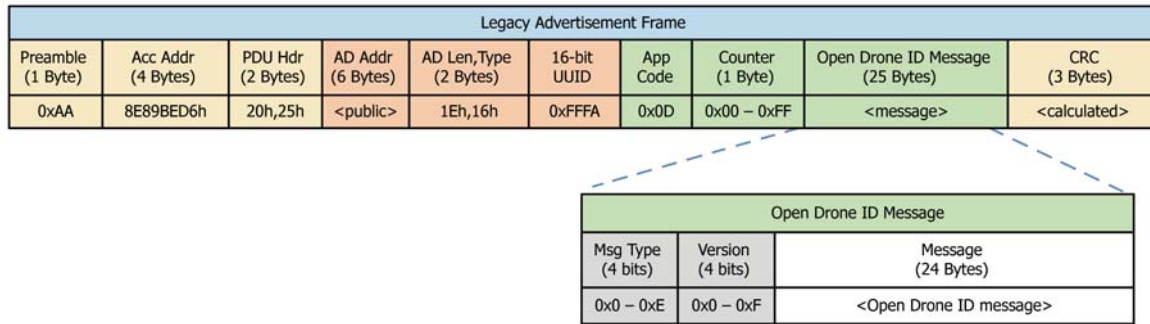 Legacy Advertisement Frame
Preamble (1 Byte)
Acc Addr (4 Bytes)
PDU Hdr (2 Bytes)
AD Addr (6 Bytes)
AD Len,Type (2 Bytes)
16-bit UUID
App Code
Counter (1 Byte)
Open Drone ID Message (25 Bytes)
CRC (3 Bytes)
0xAA
8E89BED6h
20h,25h
<public>
1Eh,16h
0xFFFA
0x0D
0x00 – 0xFF
<message>
<calculated>
Open Drone ID Message
Msg Type (4 bits)
Version (4 bits)
Message (24 Bytes)
0x0 – 0xE
0x0 – 0xF
<Open Drone ID message>